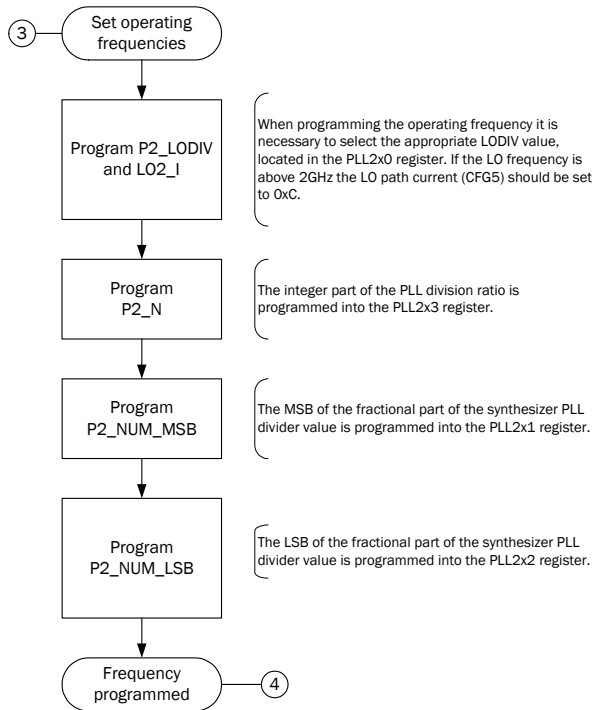 3
Set operating
frequencies
Program P2_LODIV
and LO2_I
When programming the operating frequency it is
necessary to select the appropriate LODIV value,
located in the PLL2x0 register. If the LO frequency is
above 2GHz the LO path current (CFG5) should be set
to 0xC.
Program
P2_N
The integer part of the PLL division ratio is
programmed into the PLL2x3 register.
Program
P2_NUM_MSB
The MSB of the fractional part of the synthesizer PLL
divider value is programmed into the PLL2x1 register.
Program
P2_NUM_LSB
The LSB of the fractional part of the synthesizer PLL
divider value is programmed into the PLL2x2 register.
Frequency
programmed
4